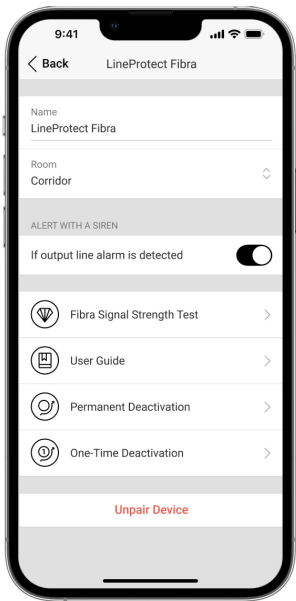 9:41
Back
LineProtect Fibra
Name
LineProtect Fibra
Room
Corridor
ALERT WITH A SIREN
If output line alarm is detected
Fibra Signal Strength Test
User Guide
Permanent Deactivation
1
One-Time Deactivation
Unpair Device